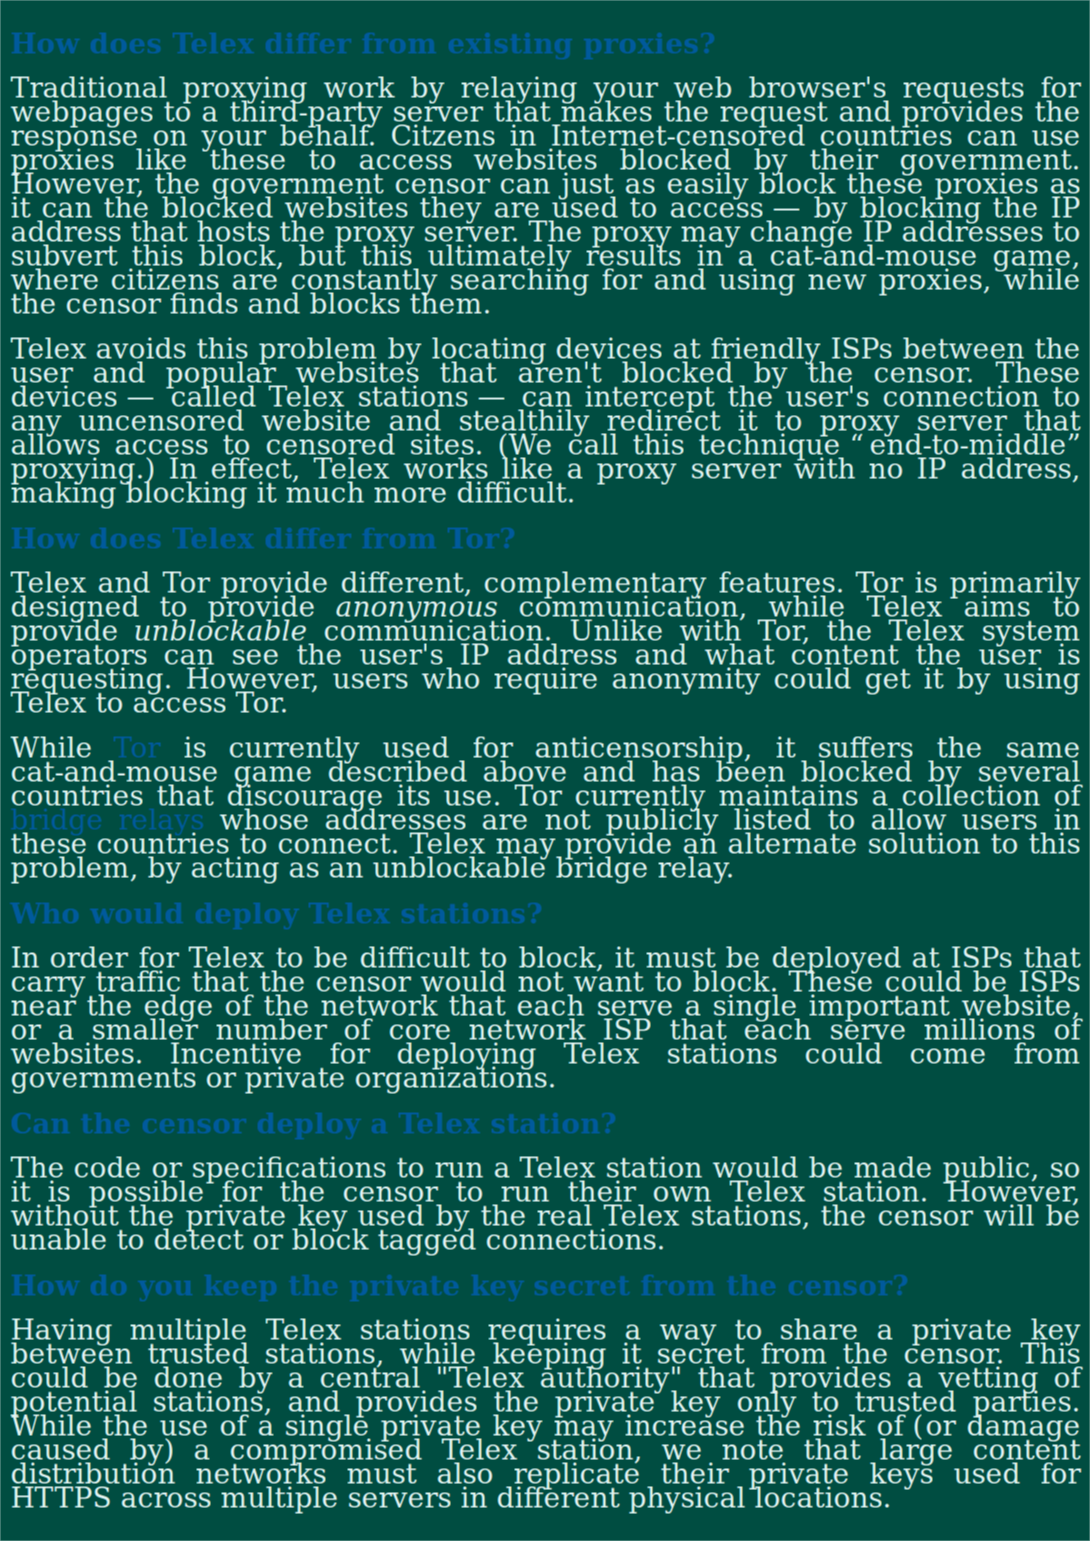 How does Telex differ from existing proxies?
Traditional proxying work by relaying your web browser's requests for
webpages to a third-party server that makes the request and provides the
response on your behalf. Citzens in Internet-censored countries can use
proxies like these to access websites blocked by their government.
However, the government censor can just as easily block these proxies as
it can the blocked websites they are used to access — by blocking the IP
address that hosts the proxy server. The proxy may change IP addresses to
subvert this block, but this ultimately results in a cat-and-mouse game,
where citizens are constantly searching for and using new proxies, while
the censor finds and blocks them.
Telex avoids this problem by locating devices at friendly ISPs between the
user and popular websites that aren't blocked by the censor. These
devices — called Telex stations — can intercept the user's connection to
any uncensored website and stealthily redirect it to proxy server that
allows access to censored sites. (We call this technique “end-to-middle”
proxying.) In effect, Telex works like a proxy server with no IP address,
making blocking it much more difficult.
How does Telex differ from Tor?
Telex and Tor provide different, complementary features. Tor is primarily
designed to provide anonymous communication, while Telex aims to
provide unblockable communication. Unlike with Tor, the Telex system
operators can see the user's IP address and what content the user is
requesting. However, users who require anonymity could get it by using
Telex to access Tor.
While Tor is currently used for anticensorship, it suffers the same
cat-and-mouse game described above and has been blocked by several
countries that discourage its use. Tor currently maintains a collection of
bridge relays whose addresses are not publicly listed to allow users in
these countries to connect. Telex may provide an alternate solution to this
problem, by acting as an unblockable bridge relay.
Who would deploy Telex stations?
In order for Telex to be difficult to block, it must be deployed at ISPs that
carry traffic that the censor would not want to block. These could be ISPs
near the edge of the network that each serve a single important website,
or a smaller number of core network ISP that each serve millions of
websites. Incentive for deploying Telex stations could come from
governments or private organizations.
Can the censor deploy a Telex station?
The code or specifications to run a Telex station would be made public, so
it is possible for the censor to run their own Telex station. However,
without the private key used by the real Telex stations, the censor will be
unable to detect or block tagged connections.
How do you keep the private key secret from the censor?
Having multiple Telex stations requires a way to share a private key
between trusted stations, while keeping it secret from the censor. This
could be done by a central "Telex authority" that provides a vetting of
potential stations, and provides the private key only to trusted parties.
While the use of a single private key may increase the risk of (or damage
caused by) a compromised Telex station, we note that large content
distribution networks must also replicate their private keys used for
HTTPS across multiple servers in different physical locations.